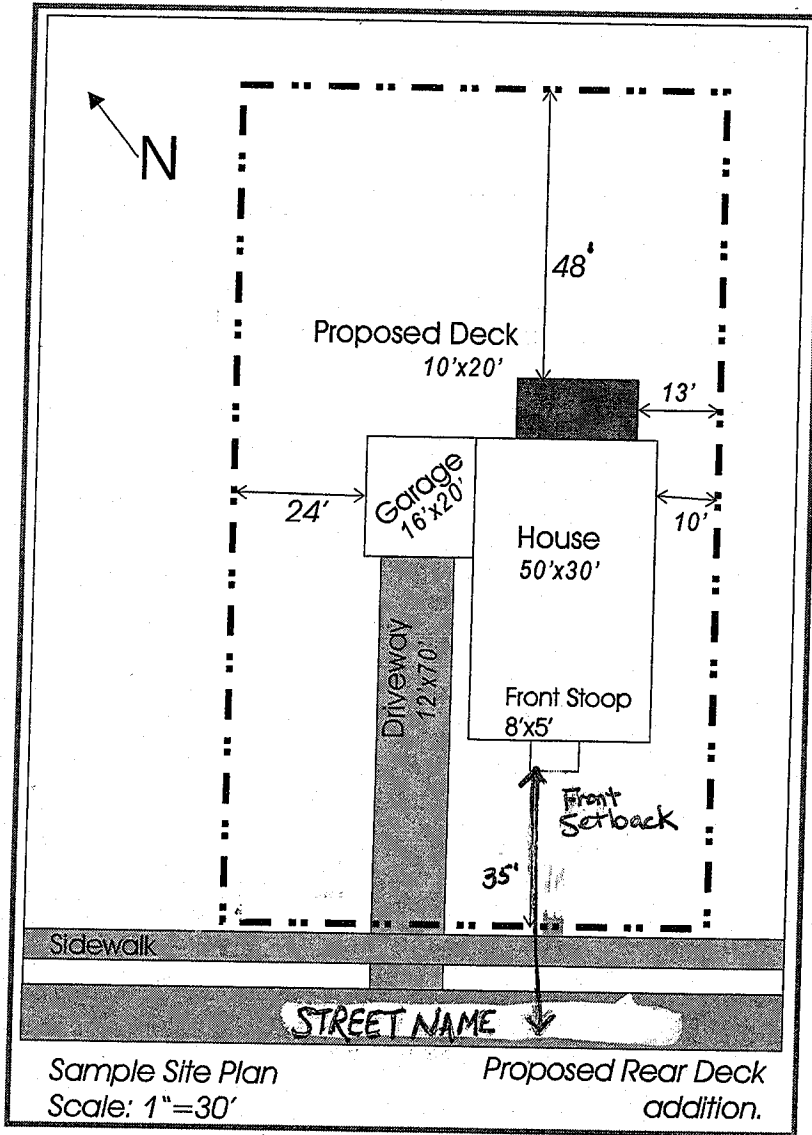 N
48'
Proposed Deck
10'x20'
13'
24'
Garage
16'x20'
10'
House
50'x30'
Driveway
12'x70'
Front Stoop
8'x5'
Front
Setback
35'
Sidewalk
STREET NAME
Sample Site Plan
Scale: 1"=30'
Proposed Rear Deck
addition.